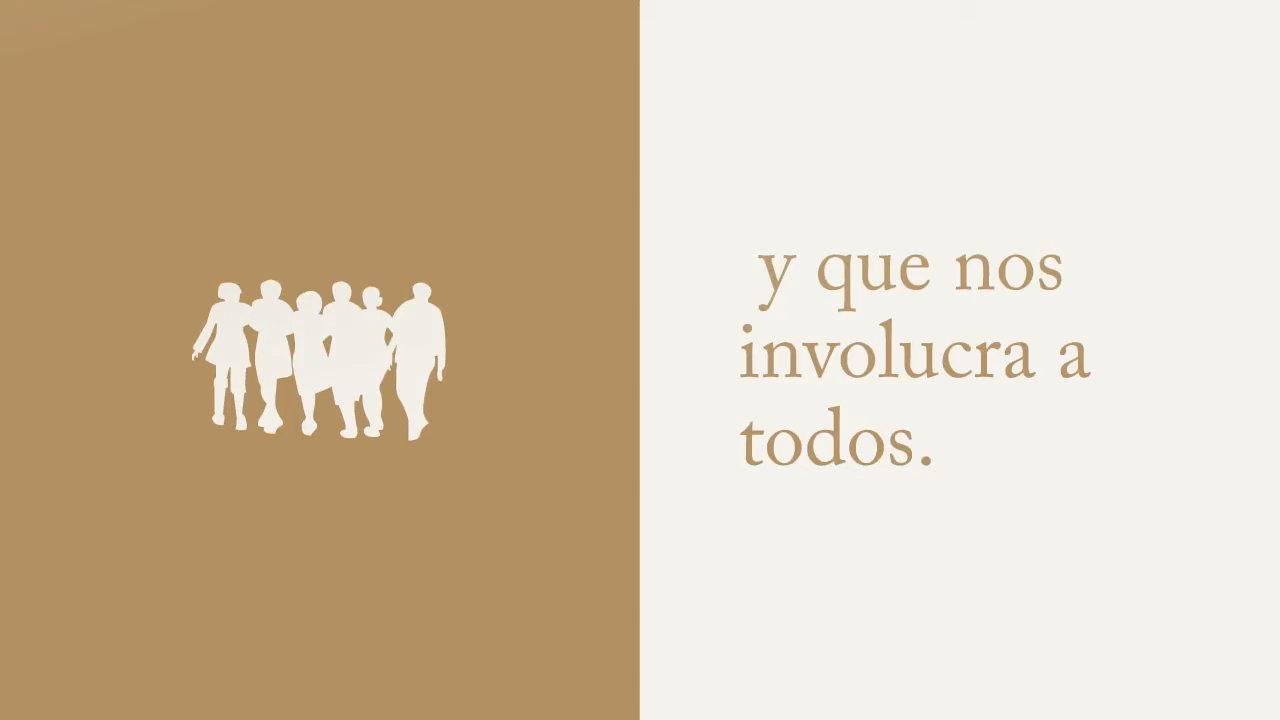 y que nos
involucra a
todos.